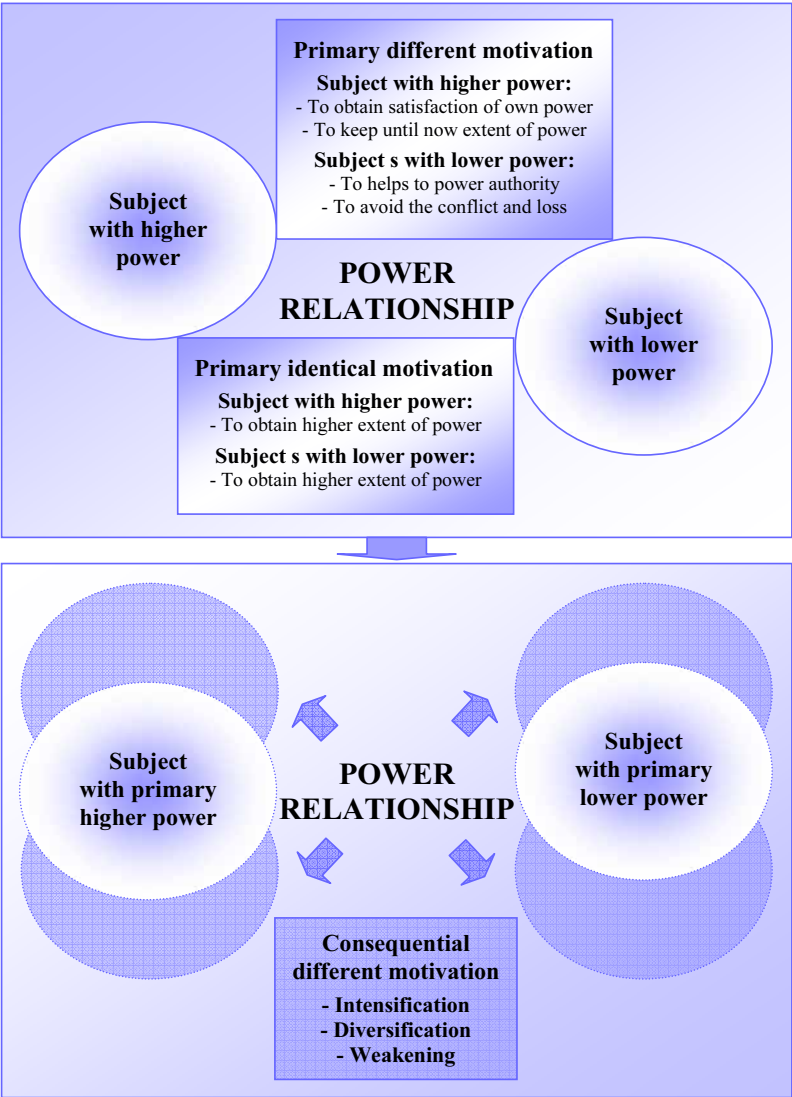 Primary different motivation
Subject with higher power:
- To obtain satisfaction of own power
- To keep until now extent of power
Subject s with lower power:
- To helps to power authority
- To avoid the conflict and loss
Subject
with higher
power
POWER
RELATIONSHIP
Subject
with lower
power
Primary identical motivation
Subject with higher power:
- To obtain higher extent of power
Subject s with lower power:
- To obtain higher extent of power
Subject
with primary
higher power
POWER
RELATIONSHIP
Subject
with primary
lower power
Consequential
different motivation
- Intensification
- Diversification
- Weakening